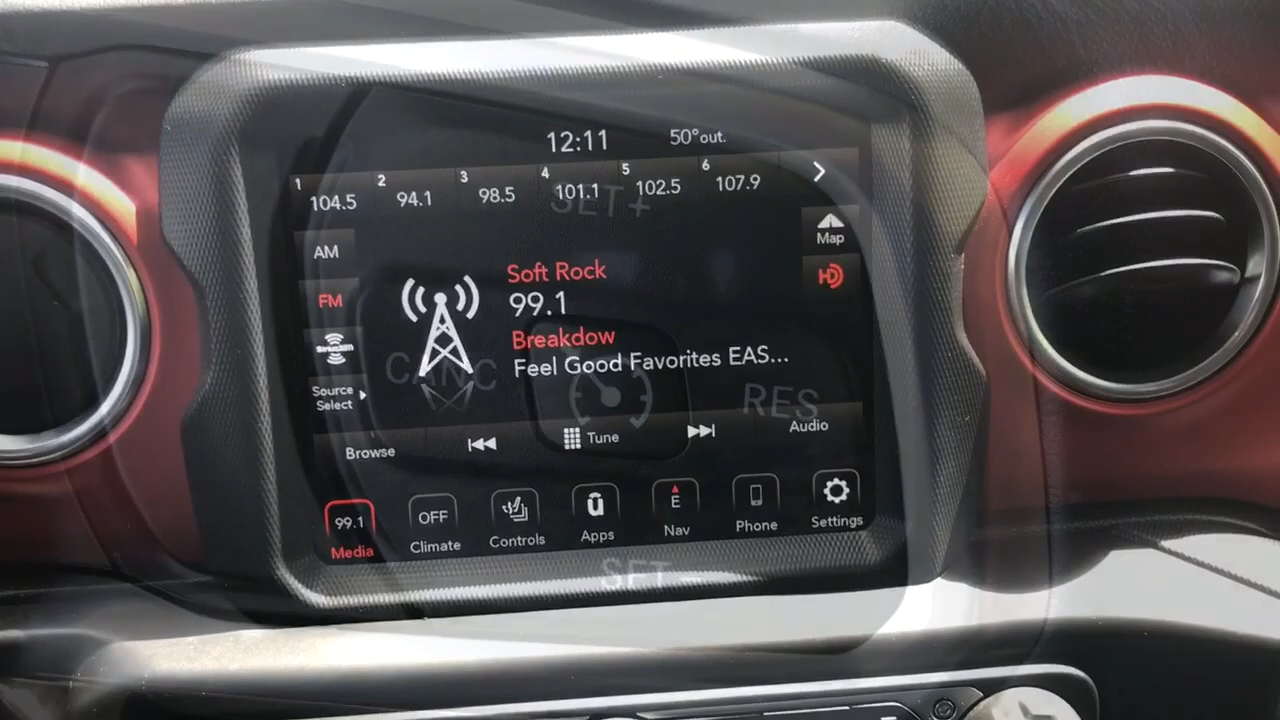 12:11 50°out.
1 104.5 2 94.1 3 98.5 4 101.1 5 102.5 6 107.9
SET+
AM
Map
FM
HD
Soft Rock
99.1
Breakdow
Feel Good Favorites EAS...
SiriusXM
CANC
RES
Source
Select
Browse
Tune
Audio
99.1
Media
OFF
Climate
Controls
Apps
E
Nav
Phone
Settings
SET -